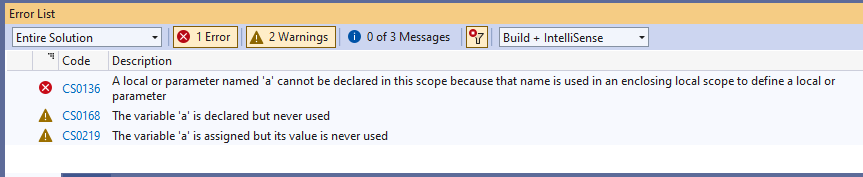 Error List
Entire Solution 1 Error 2 Warnings 0 of 3 Messages Build + IntelliSense
Code Description
CS0136 A local or parameter named 'a' cannot be declared in this scope because that name is used in an enclosing local scope to define a local or
parameter
CS0168 The variable 'a' is declared but never used
CS0219 The variable 'a' is assigned but its value is never used